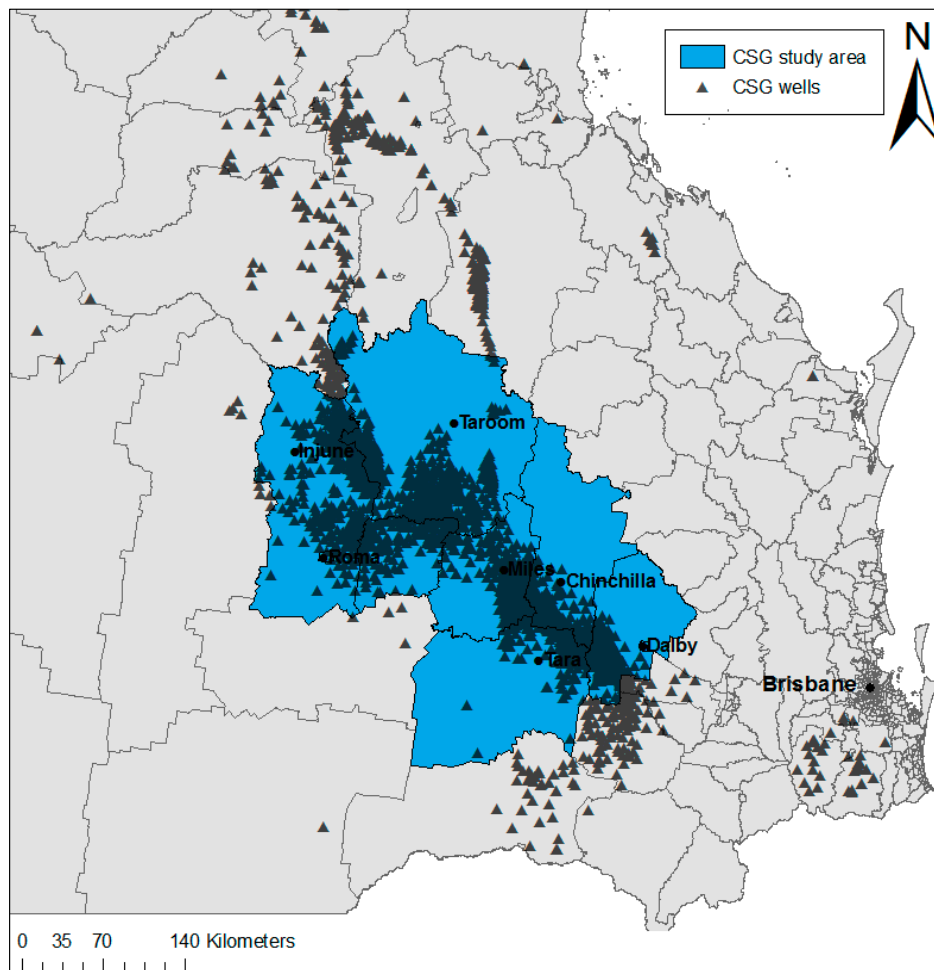 N
CSG study area
CSG wells
Taroom
Injune
Roma
Miles
Chinchilla
Dalby
Tara
Brisbane
0 35 70 140 Kilometers